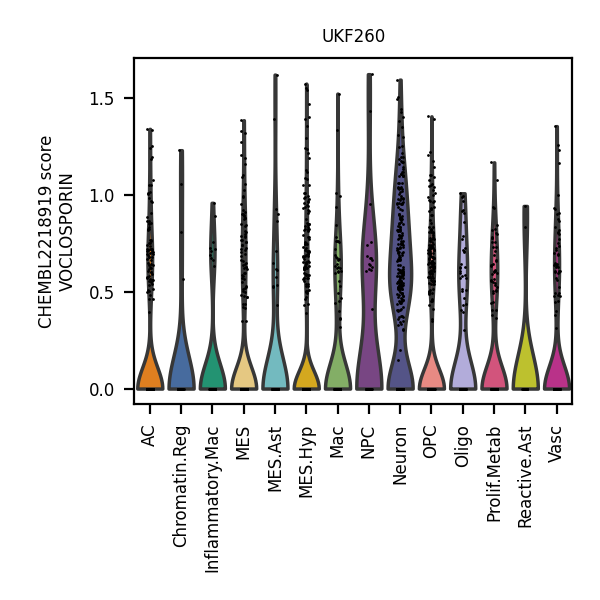 UKF260
CHEMBL2218919 score
VOCLOSPORIN
1.5
1.0
0.5
0.0
AC
Chromatin.Reg
Inflammatory.Mac
MES
MES.Ast
MES.Hyp
Mac
NPC
Neuron
OPC
Oligo
Prolif.Metab
Reactive.Ast
Vasc